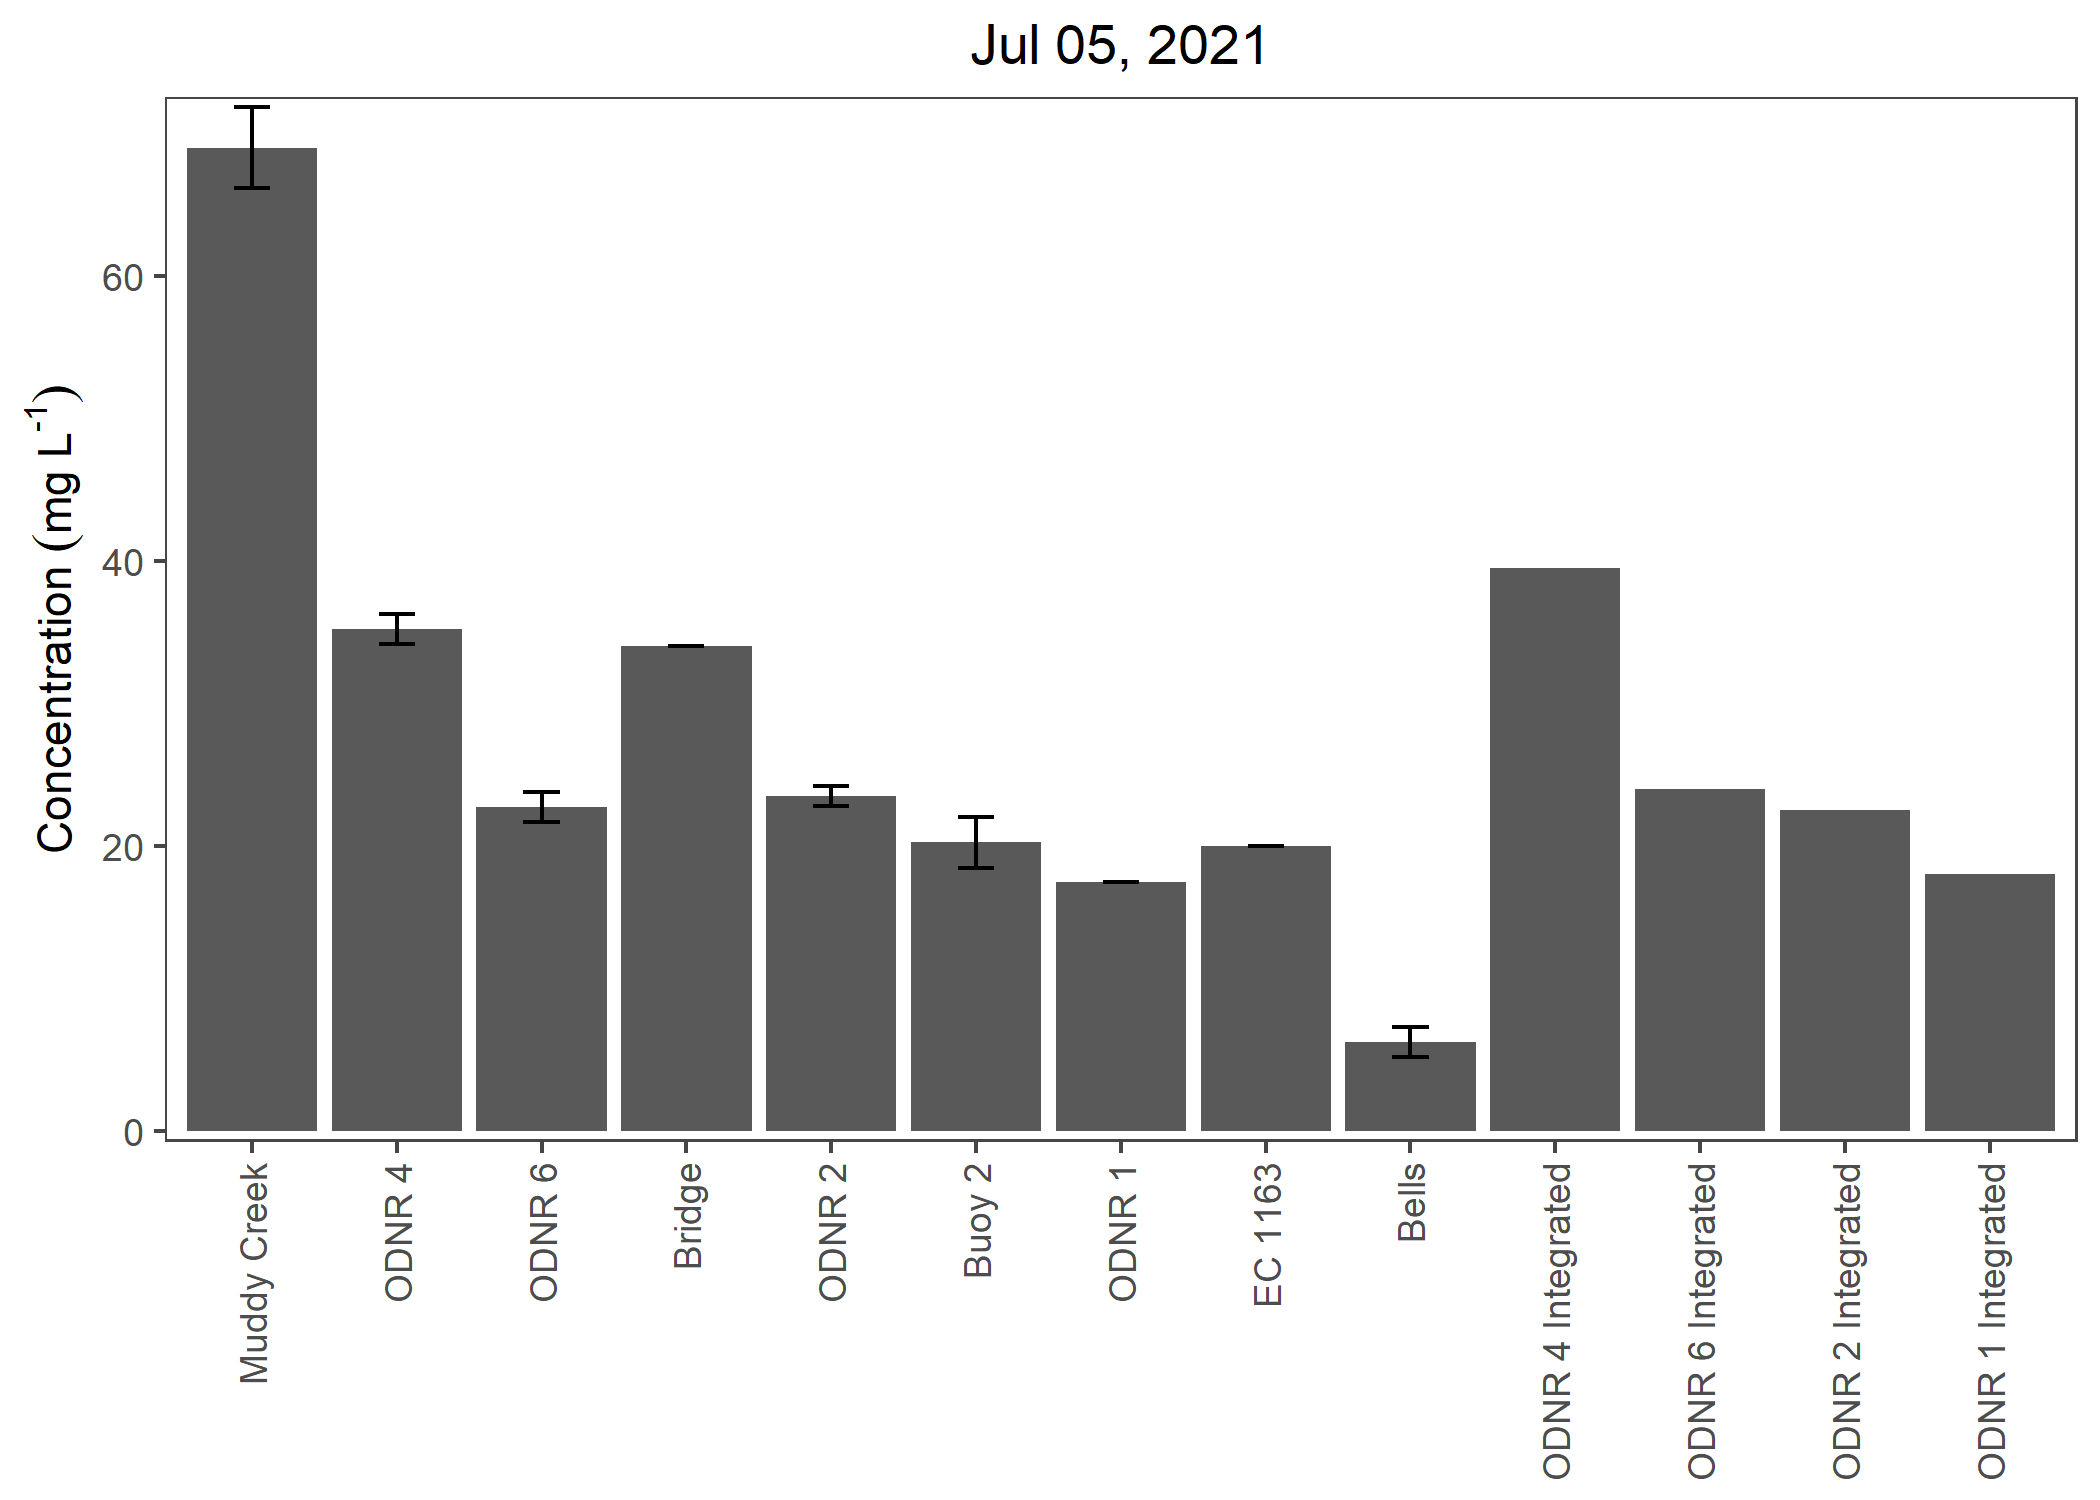 Jul 05, 2021
Concentration (mg L⁻¹)
60
40
20
0
Muddy Creek
ODNR 4
ODNR 6
Bridge
ODNR 2
Buoy 2
ODNR 1
EC 1163
Bells
ODNR 4 Integrated
ODNR 6 Integrated
ODNR 2 Integrated
ODNR 1 Integrated